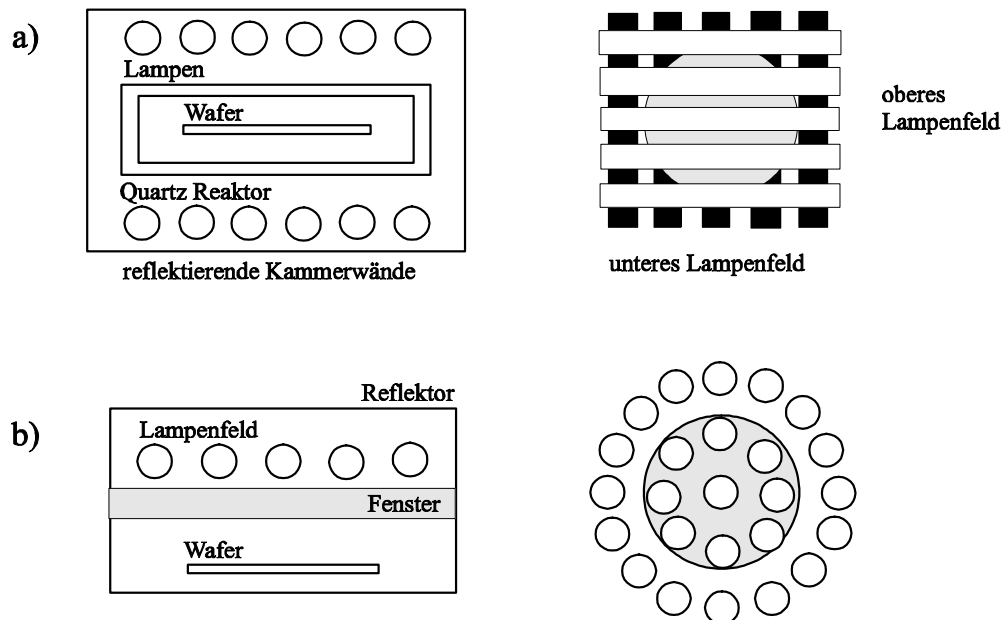 a)
Lampen
Wafer
Quartz Reaktor
reflektierende Kammerwände
oberes
Lampenfeld
unteres Lampenfeld
b)
Reflektor
Lampenfeld
Fenster
Wafer